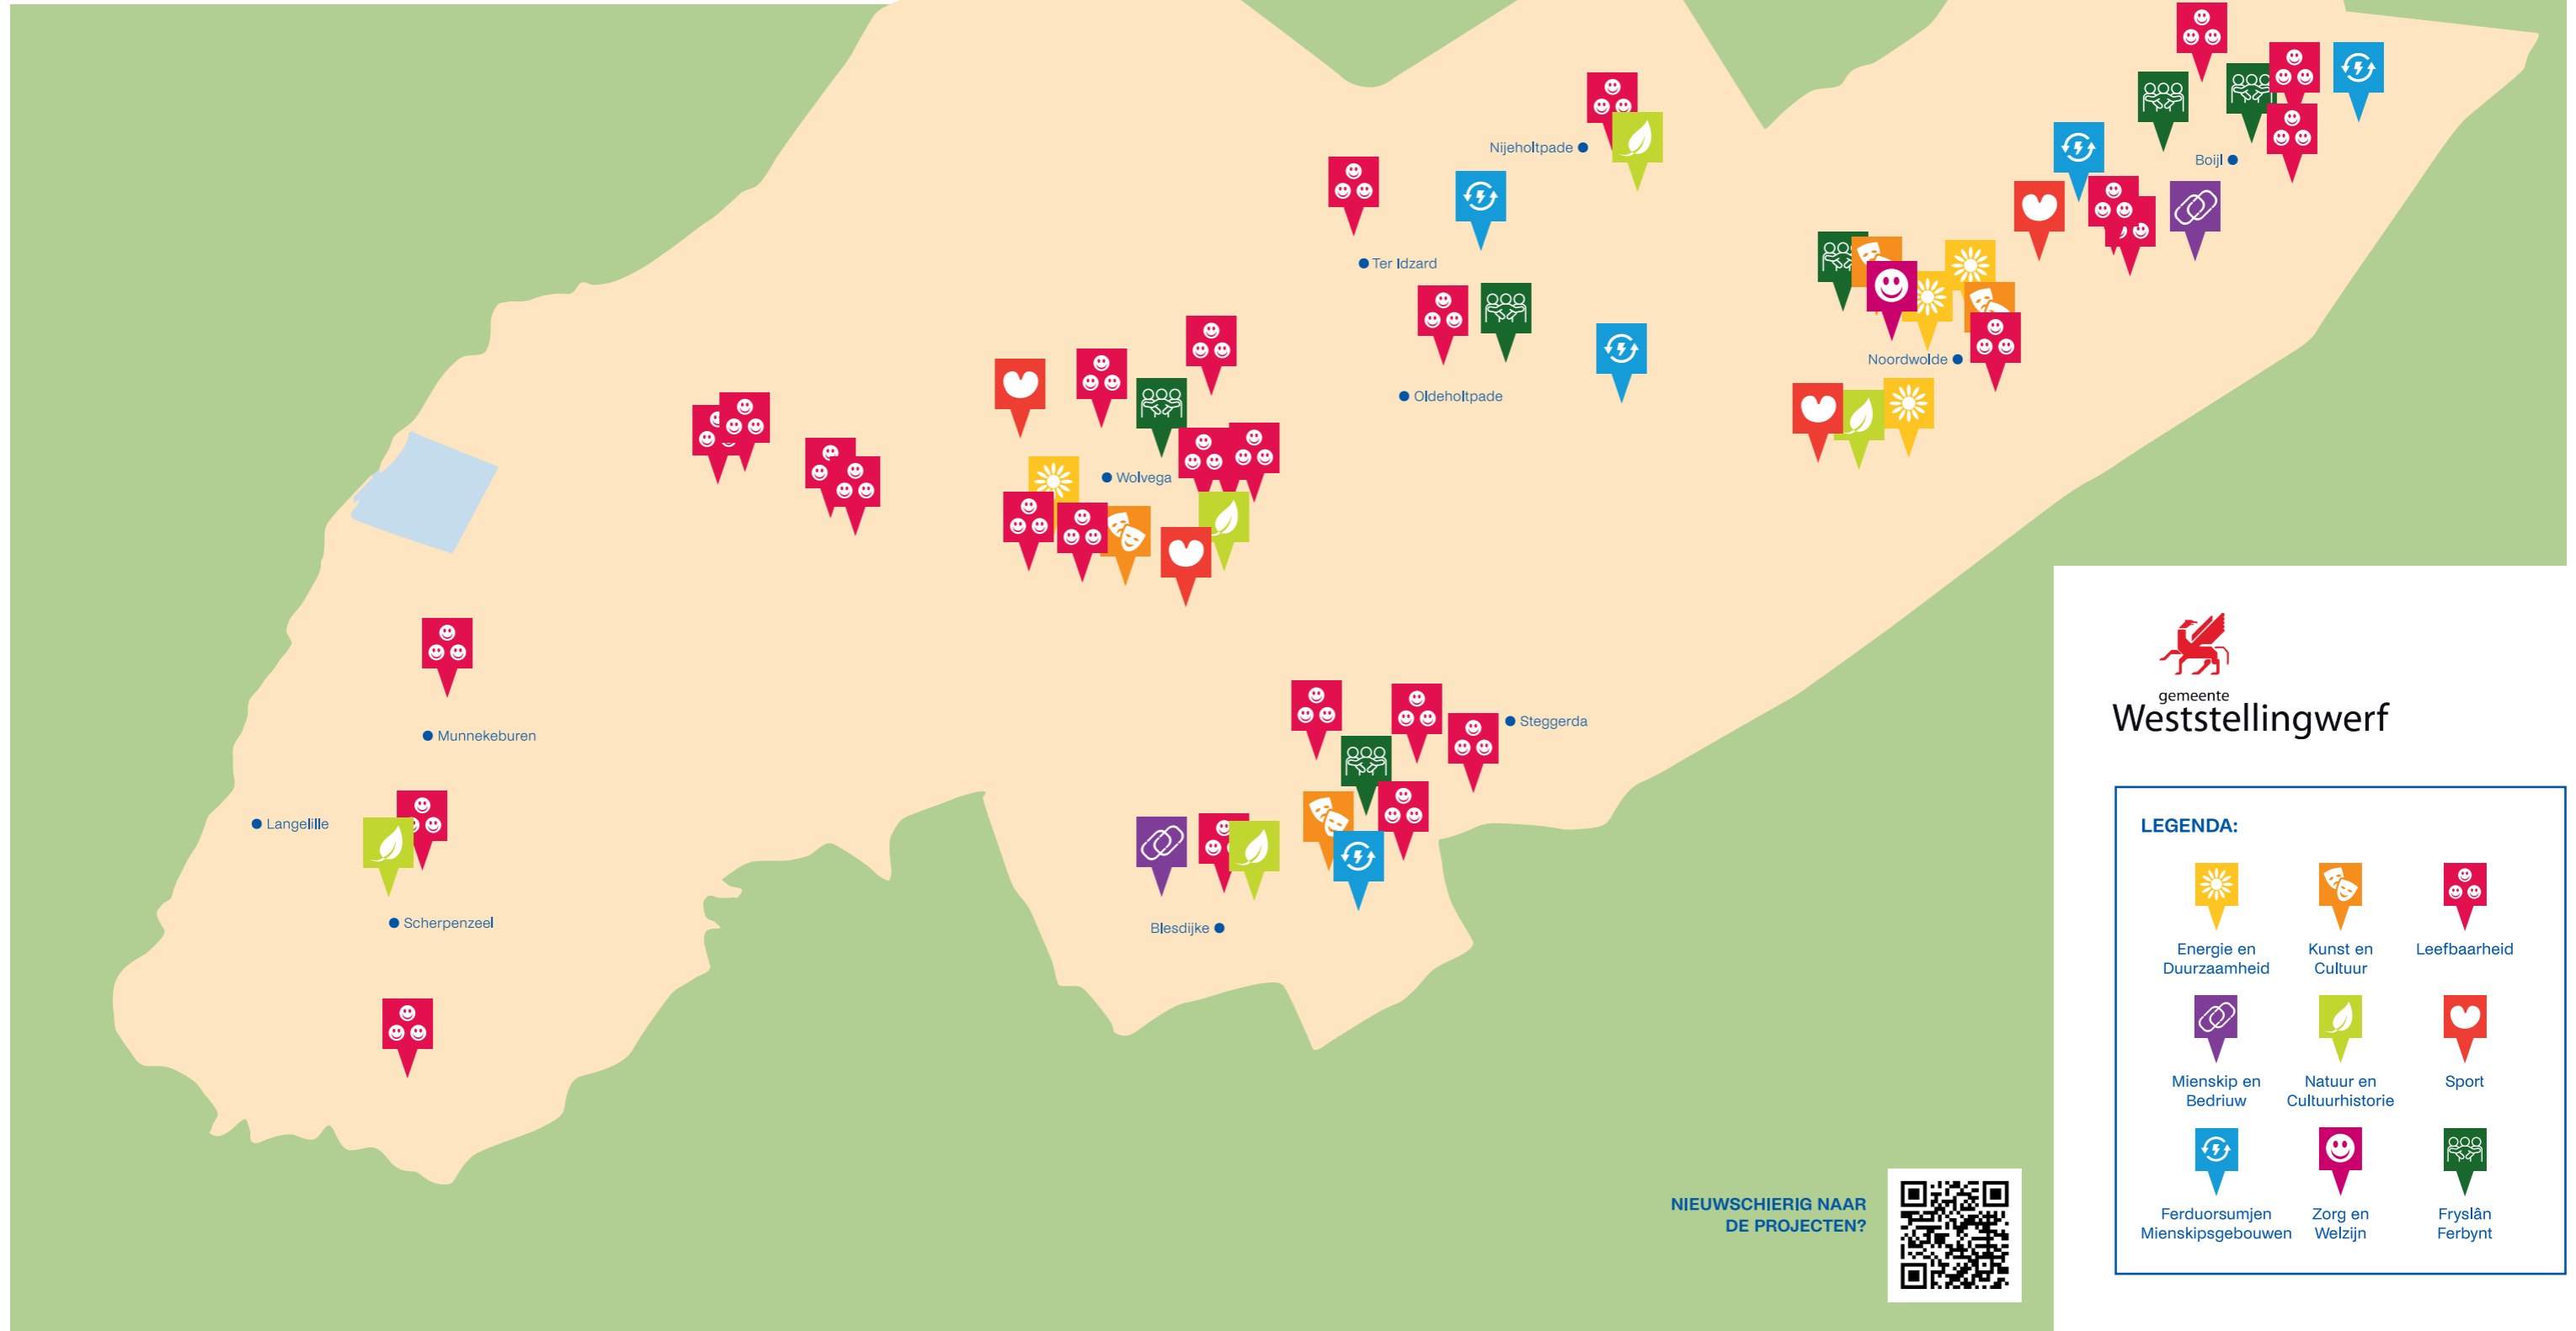 Nijeholtpade
Boijl
Ter Idzard
Noordwolde
Oldeholtpade
Wolvega
Steggerda
Munnekeburen
Langelille
Scherpenzeel
Blesdijke
gemeente
Weststellingwerf
LEGENDA:
Energie en
Duurzaamheid
Kunst en
Cultuur
Leefbaarheid
Mienskip en
Bedriuw
Natuur en
Cultuurhistorie
Sport
Ferduorsumjen
Mienskipsgebouwen
Zorg en
Welzijn
Fryslân
Ferbynt
NIEUWSCHIERIG NAAR
DE PROJECTEN?